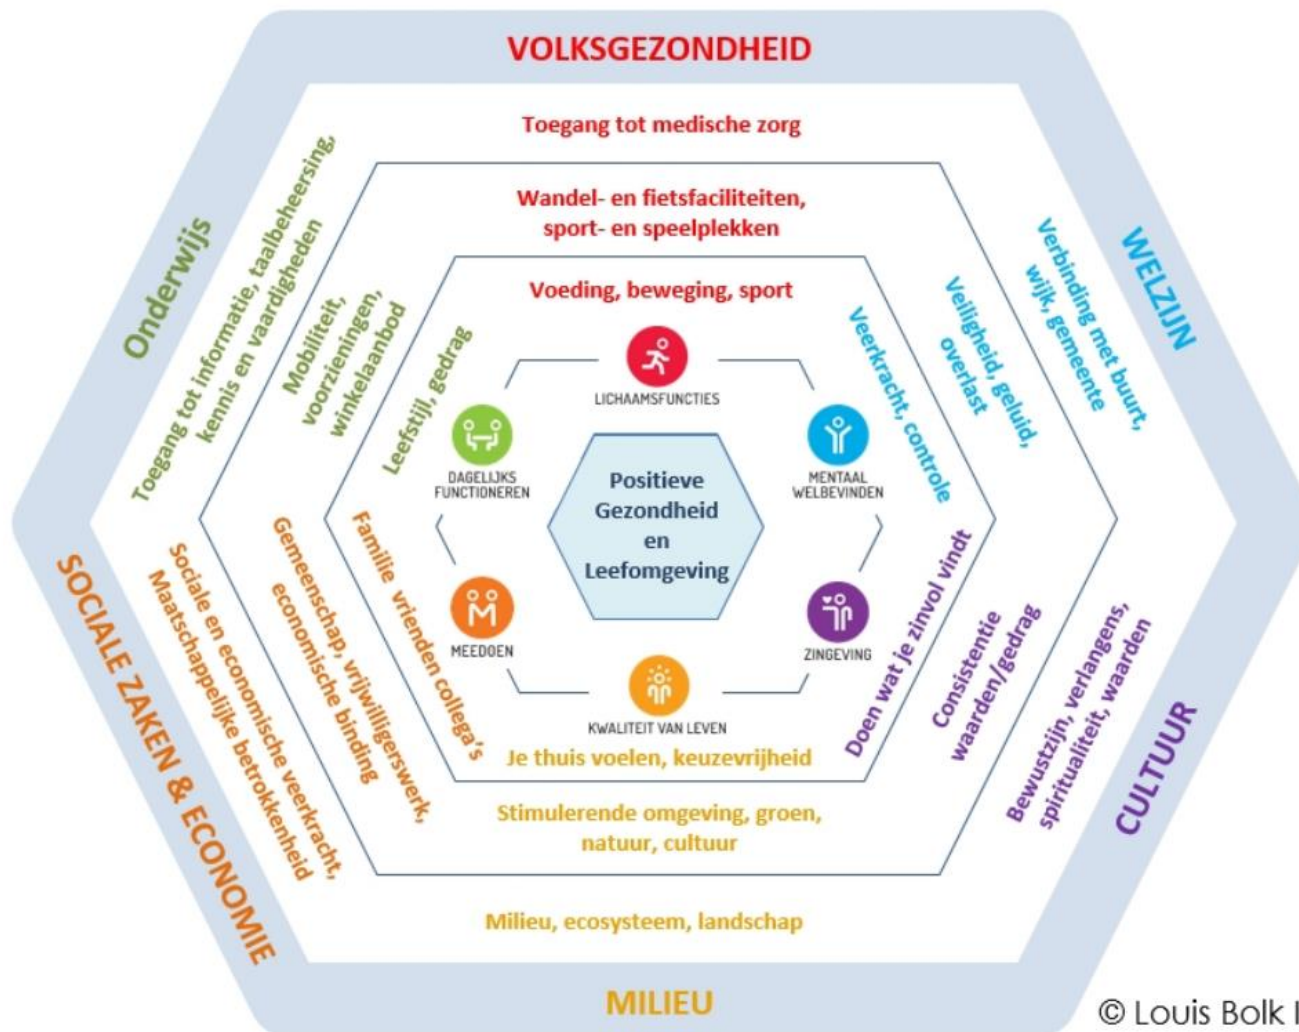 VOLKSGEZONDHEID
Toegang tot medische zorg
Wandel- en fietsfaciliteiten,
sport- en speelplekken
Voeding, beweging, sport
LICHAAMSFUNCTIES
WELZIJN
Verbinding met buurt,
wijk, gemeente
Veiligheid, geluid,
overlast
Veerkracht, controle
MENTAAL
WELBEVINDEN
CULTUUR
Bewustzijn, verlangens,
spiritualiteit, waarden
Consistentie
waarden/gedrag
Doen wat je zinvol vindt
ZINGEVING
KWALITEIT VAN LEVEN
Je thuis voelen, keuzevrijheid
Stimulerende omgeving, groen,
natuur, cultuur
Milieu, ecosysteem, landschap
MILIEU
SOCIALE ZAKEN & ECONOMIE
Sociale en economische veerkracht,
Maatschappelijke betrokkenheid
Gemeenschap, vrijwilligerswerk,
economische binding
Familie vrienden collega's
MEEDOEN
Onderwijs
Toegang tot informatie, taalbeheersing,
kennis en vaardigheden
Mobiliteit,
voorzieningen,
winkelaanbod
Leefstijl, gedrag
DAGELIJKS
FUNCTIONEREN
Positieve
Gezondheid
en
Leefomgeving
© Louis Bolk